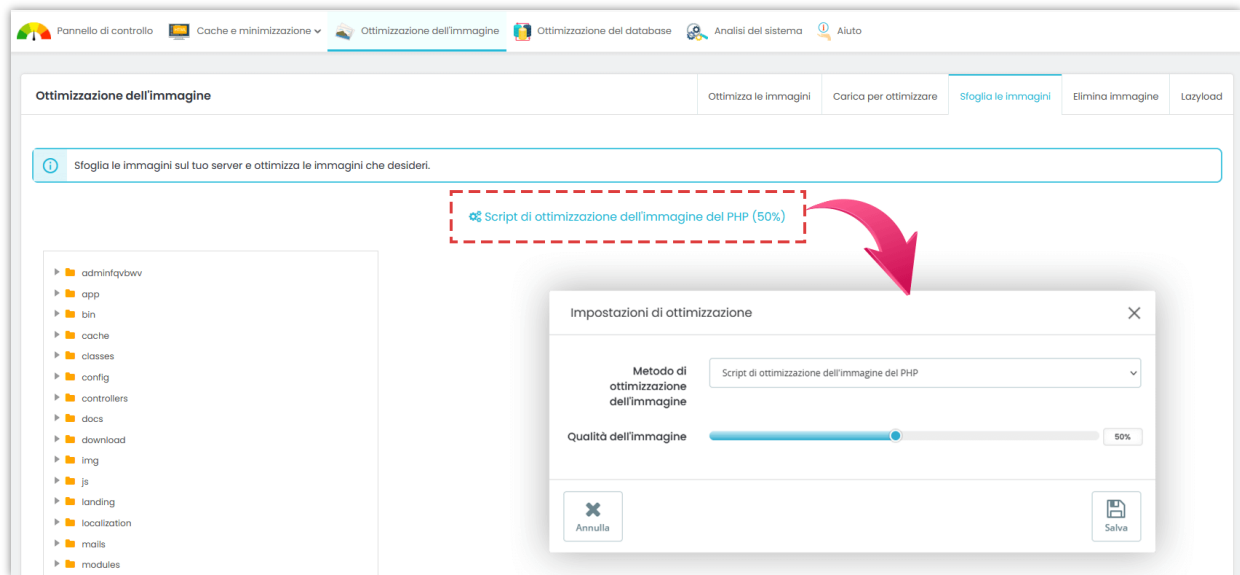 Pannello di controllo Cache e minimizzazione Ottimizzazione dell'immagine Ottimizzazione del database Analisi del sistema Aiuto
Ottimizzazione dell'immagine
Ottimizza le immagini Carica per ottimizzare Sfoglia le immagini Elimina immagine Lazyload
Sfoglia le immagini sul tuo server e ottimizza le immagini che desideri.
Script di ottimizzazione dell'immagine del PHP (50%)
adminfqvbwv
app
bin
cache
classes
config
controllers
docs
download
img
js
landing
localization
mails
modules
Impostazioni di ottimizzazione
Metodo di
ottimizzazione
dell'immagine
Script di ottimizzazione dell'immagine del PHP
Qualità dell'immagine
50%
Annulla
Salva